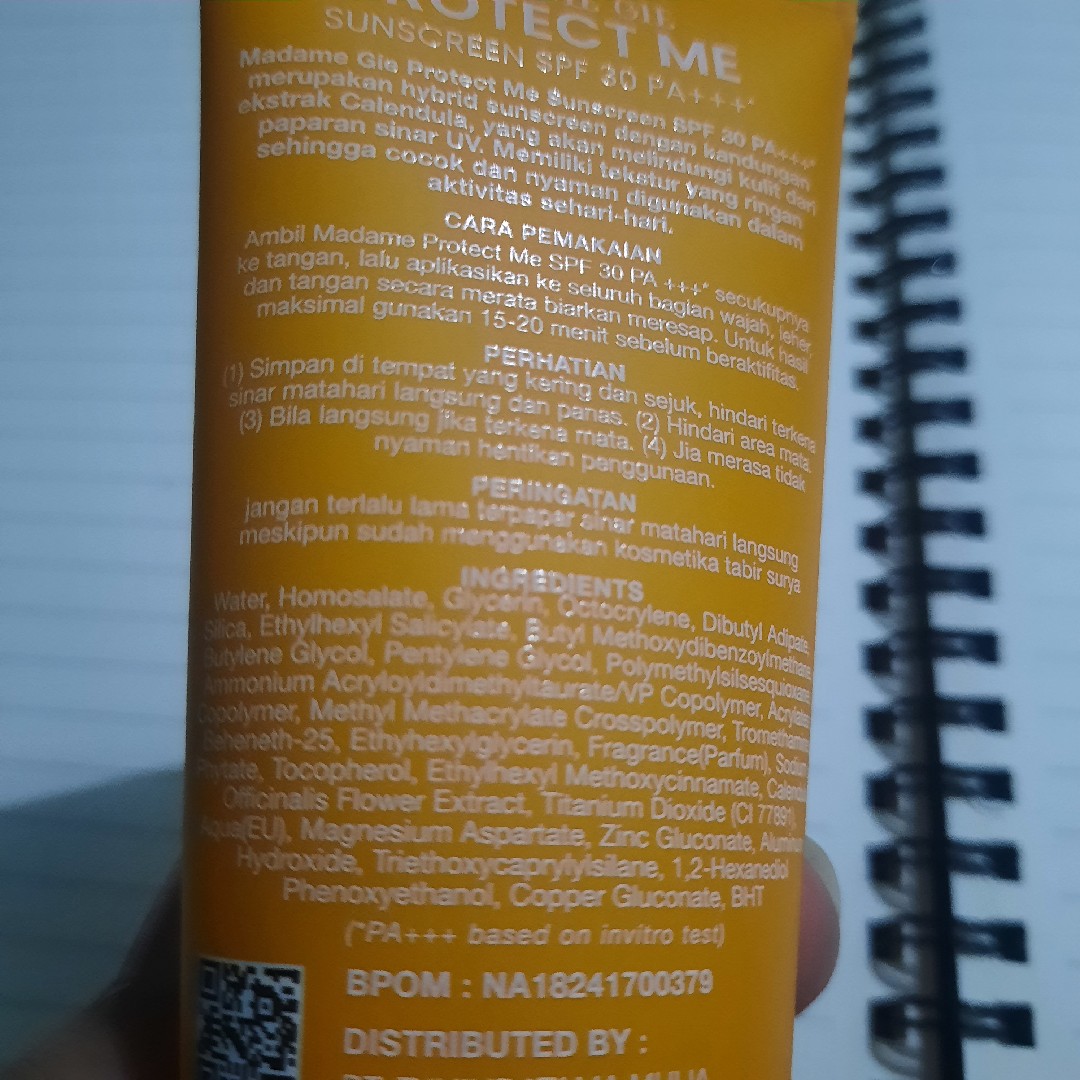 PROTECT ME
SUNSCREEN SPF 30 PA+++*
Madame Gie Protect Me Sunscreen SPF 30 PA+++*
merupakan hybrid sunscreen dengan kandungan
ekstrak Calendula, yang akan melindungi kulit dari
paparan sinar UV. Memiliki tekstur yang ringan
sehingga cocok dan nyaman digunakan dalam
aktivitas sehari-hari.
CARA PEMAKAIAN
Ambil Madame Protect Me SPF 30 PA +++* secukupnya
ke tangan, lalu aplikasikan ke seluruh bagian wajah, leher,
dan tangan secara merata biarkan meresap. Untuk hasil
maksimal gunakan 15-20 menit sebelum beraktifitas.
PERHATIAN
(1) Simpan di tempat yang kering dan sejuk, hindari terkena
sinar matahari langsung dan panas. (2) Hindari area mata.
(3) Bila langsung jika terkena mata. (4) Jia merasa tidak
nyaman hentikan penggunaan.
PERINGATAN
jangan terlalu lama terpapar sinar matahari langsung
meskipun sudah menggunakan kosmetika tabir surya
INGREDIENTS
Water, Homosalate, Glycerin, Octocrylene, Dibutyl Adipate,
Silica, Ethylhexyl Salicylate, Butyl Methoxydibenzoylmethane
Butylene Glycol, Pentylene Glycol, Polymethylsilsesquioxane
Ammonium Acryloyldimethyltaurate/VP Copolymer, Acrylates
Copolymer, Methyl Methacrylate Crosspolymer, Tromethamine
Beheneth-25, Ethyhexylglycerin, Fragrance(Parfum), Sodium
Phytate, Tocopherol, Ethylhexyl Methoxycinnamate, Calendula
Officinalis Flower Extract, Titanium Dioxide (CI 77891),
Aqua(EU), Magnesium Aspartate, Zinc Gluconate, Aluminum
Hydroxide, Triethoxycaprylylsilane, 1,2-Hexanediol
Phenoxyethanol, Copper Gluconate, BHT
(*PA+++ based on invitro test)
BPOM : NA18241700379
DISTRIBUTED BY :